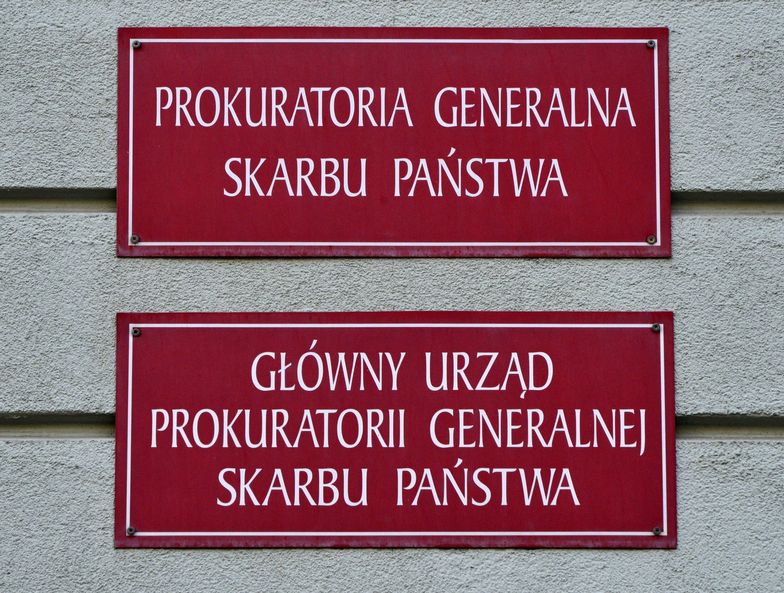 PROKURATORIA GENERALNA
SKARBU PAŃSTWA
GŁÓWNY URZĄD
PROKURATORII GENERALNEJ
SKARBU PAŃSTWA